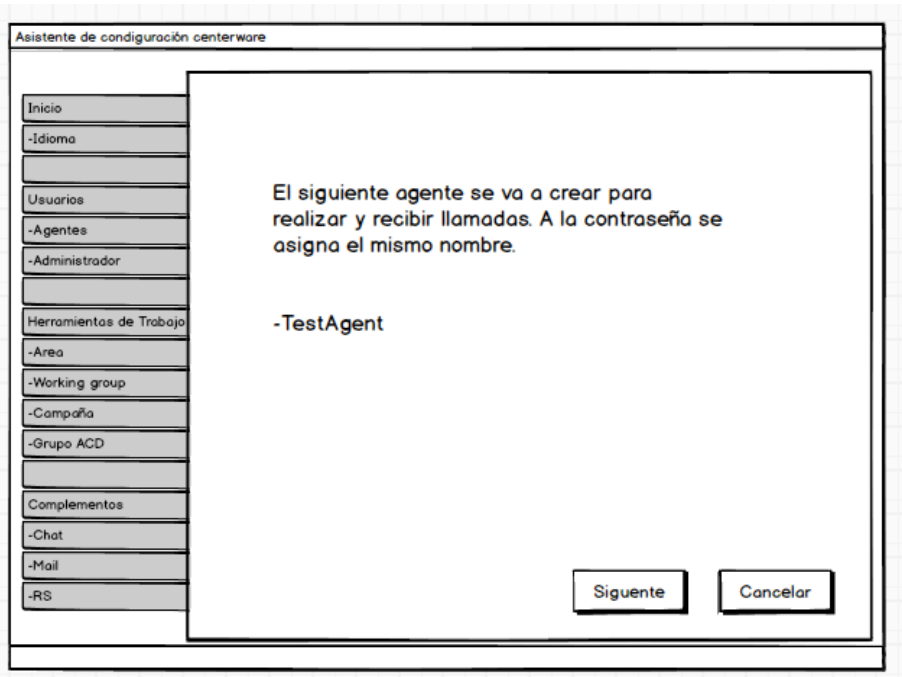 Asistente de condiguración centerware
Inicio
-Idioma
Usuarios
-Agentes
-Administrador
Herramientas de Trabajo
-Area
-Working group
-Campaña
-Grupo ACD
Complementos
-Chat
-Mail
-RS
El siguiente agente se va a crear para
realizar y recibir llamadas. A la contraseña se
asigna el mismo nombre.
-TestAgent
Siguente
Cancelar